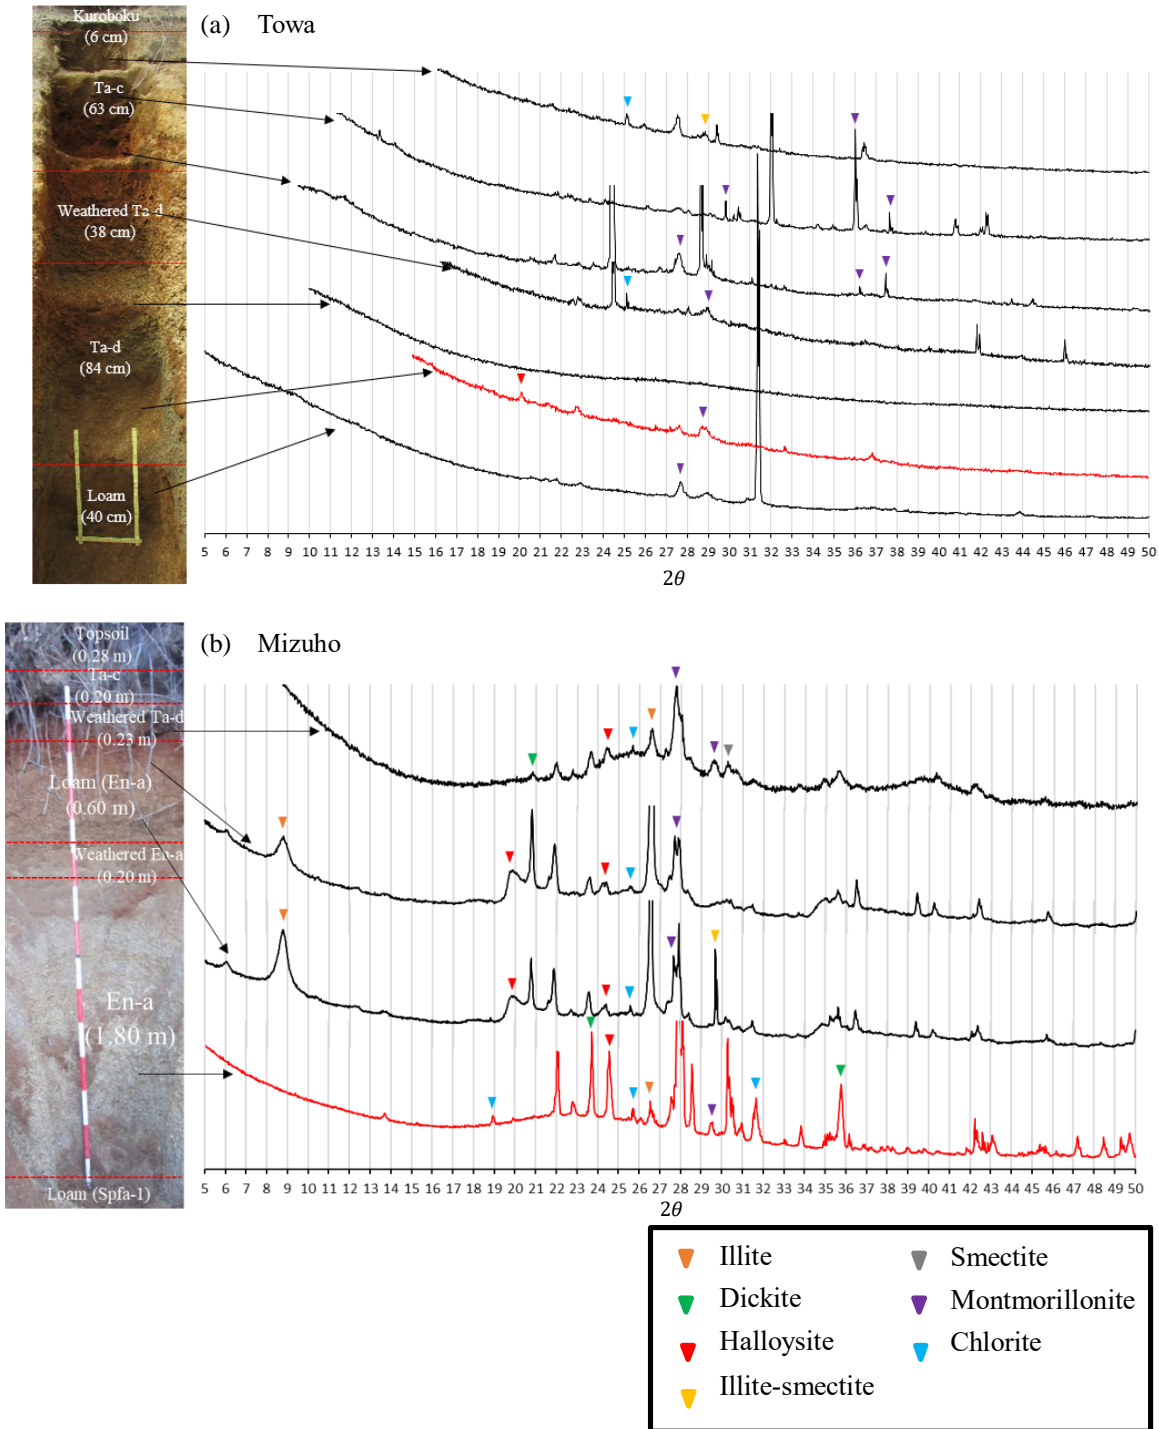 (a) Towa
Kuroboku
(6 cm)
Ta-c
(63 cm)
Weathered Ta-d
(38 cm)
Ta-d
(84 cm)
Loam
(40 cm)
5 6 7 8 9 10 11 12 13 14 15 16 17 18 19 20 21 22 23 24 25 26 27 28 29 30 31 32 33 34 35 36 37 38 39 40 41 42 43 44 45 46 47 48 49 50
2θ
(b) Mizuho
Topsoil
(0.28 m)
Ta-c
(0.20 m)
Weathered Ta-d
(0.23 m)
Loam (En-a)
(0.60 m)
Weathered En-a
(0.20 m)
En-a
(1.80 m)
Loam (Spfa-1)
5 6 7 8 9 10 11 12 13 14 15 16 17 18 19 20 21 22 23 24 25 26 27 28 29 30 31 32 33 34 35 36 37 38 39 40 41 42 43 44 45 46 47 48 49 50
2θ
Illite
Dickite
Halloysite
Illite-smectite
Smectite
Montmorillonite
Chlorite